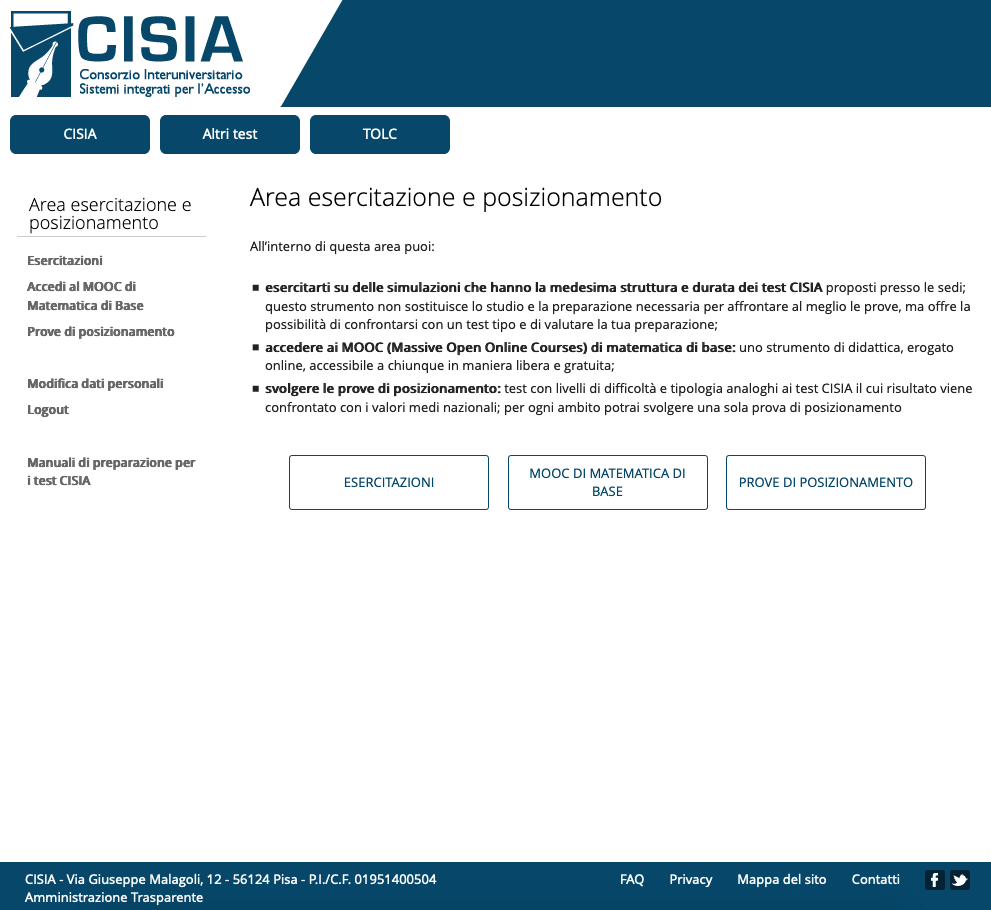 CISIA
Consorzio Interuniversitario
Sistemi integrati per l'Accesso
CISIA
Altri test
TOLC
Area esercitazione e
posizionamento
Esercitazioni
Accedi al MOOC di
Matematica di Base
Prove di posizionamento
Modifica dati personali
Logout
Manuali di preparazione per
i test CISIA
Area esercitazione e posizionamento
All'interno di questa area puoi:
esercitarti su delle simulazioni che hanno la medesima struttura e durata dei test CISIA proposti presso le sedi;
questo strumento non sostituisce lo studio e la preparazione necessaria per affrontare al meglio le prove, ma offre la
possibilità di confrontarsi con un test tipo e di valutare la tua preparazione;
accedere ai MOOC (Massive Open Online Courses) di matematica di base: uno strumento di didattica, erogato
online, accessibile a chiunque in maniera libera e gratuita;
svolgere le prove di posizionamento: test con livelli di difficoltà e tipologia analoghi ai test CISIA il cui risultato viene
confrontato con i valori medi nazionali; per ogni ambito potrai svolgere una sola prova di posizionamento
ESERCITAZIONI
MOOC DI MATEMATICA DI
BASE
PROVE DI POSIZIONAMENTO
CISIA - Via Giuseppe Malagoli, 12 - 56124 Pisa - P.I./C.F. 01951400504
Amministrazione Trasparente
FAQ
Privacy
Mappa del sito
Contatti